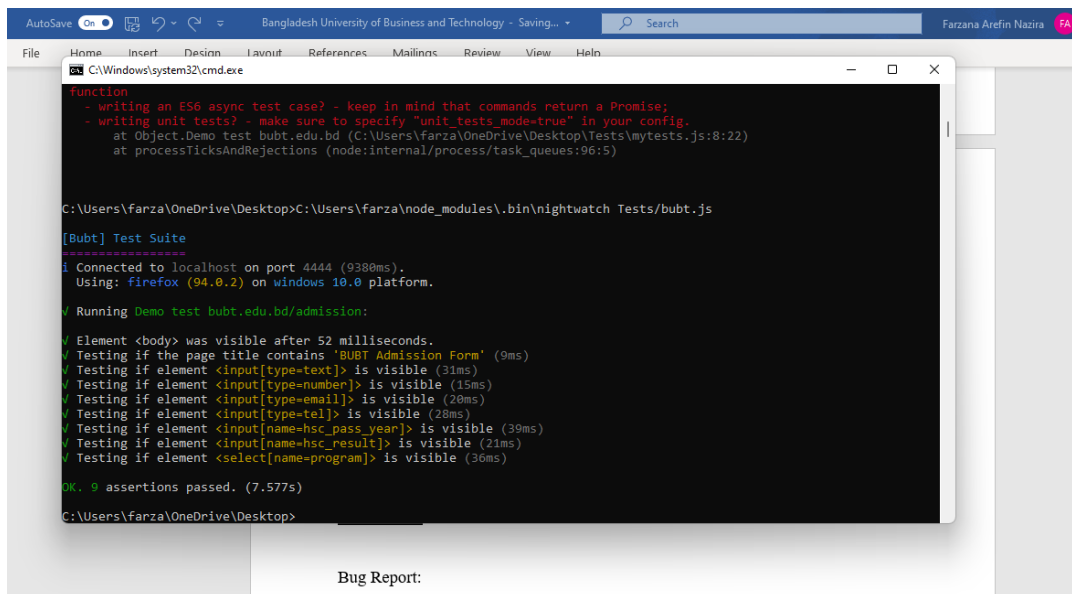 AutoSave On Bangladesh University of Business and Technology - Saving... Search Farzana Arefin Nazira FA
File Home Insert Design Layout References Mailings Review View Help
C:\Windows\system32\cmd.exe
function
- writing an ES6 async test case? - keep in mind that commands return a Promise;
- writing unit tests? - make sure to specify "unit_tests_mode=true" in your config.
at Object.Demo test bubt.edu.bd (C:\Users\farza\OneDrive\Desktop\Tests\mytests.js:8:22)
at processTicksAndRejections (node:internal/process/task_queues:96:5)
C:\Users\farza\OneDrive\Desktop>C:\Users\farza\node_modules\.bin\nightwatch Tests/bubt.js
[Bubt] Test Suite
=================
i Connected to localhost on port 4444 (9380ms).
Using: firefox (94.0.2) on windows 10.0 platform.
√ Running Demo test bubt.edu.bd/admission:
√ Element <body> was visible after 52 milliseconds.
√ Testing if the page title contains 'BUBT Admission Form' (9ms)
√ Testing if element <input[type=text]> is visible (31ms)
√ Testing if element <input[type=number]> is visible (15ms)
√ Testing if element <input[type=email]> is visible (20ms)
√ Testing if element <input[type=tel]> is visible (28ms)
√ Testing if element <input[name=hsc_pass_year]> is visible (39ms)
√ Testing if element <input[name=hsc_result]> is visible (21ms)
√ Testing if element <select[name=program]> is visible (36ms)
OK. 9 assertions passed. (7.577s)
C:\Users\farza\OneDrive\Desktop>
Bug Report: